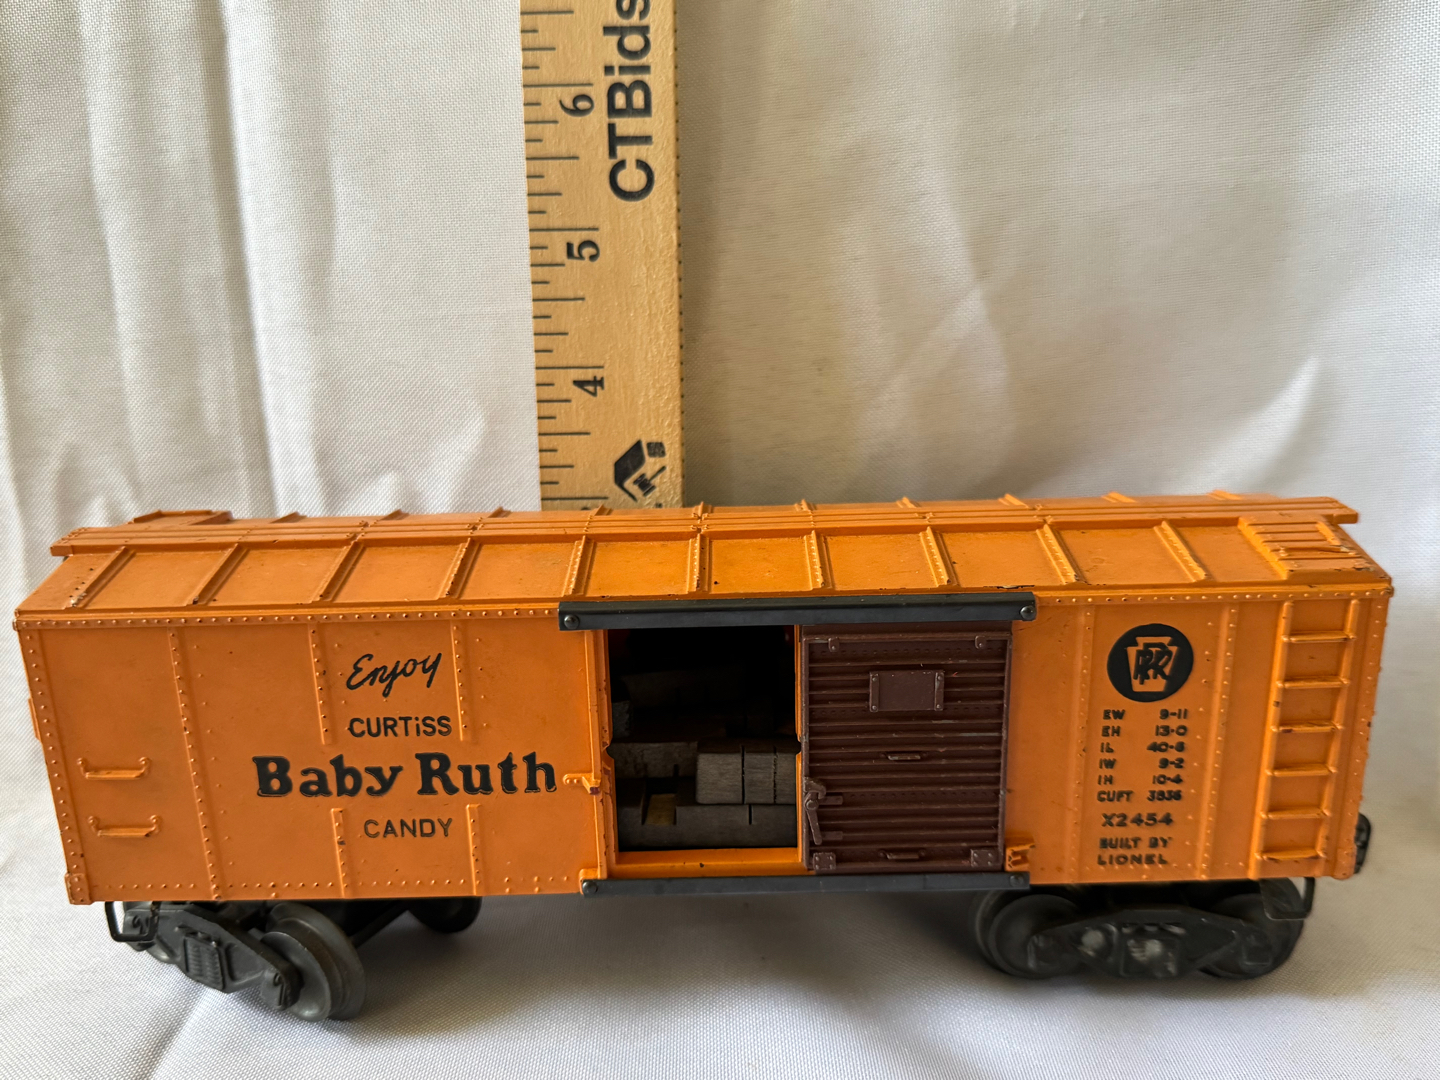 CTBids
6
5
4
Enjoy
CURTiSS
Baby Ruth
CANDY
PRR
EW 9-11
EH 13-0
IL 40-6
IW 9-2
IH 10-4
CUFT 3936
X2454
BUILT BY
LIONEL